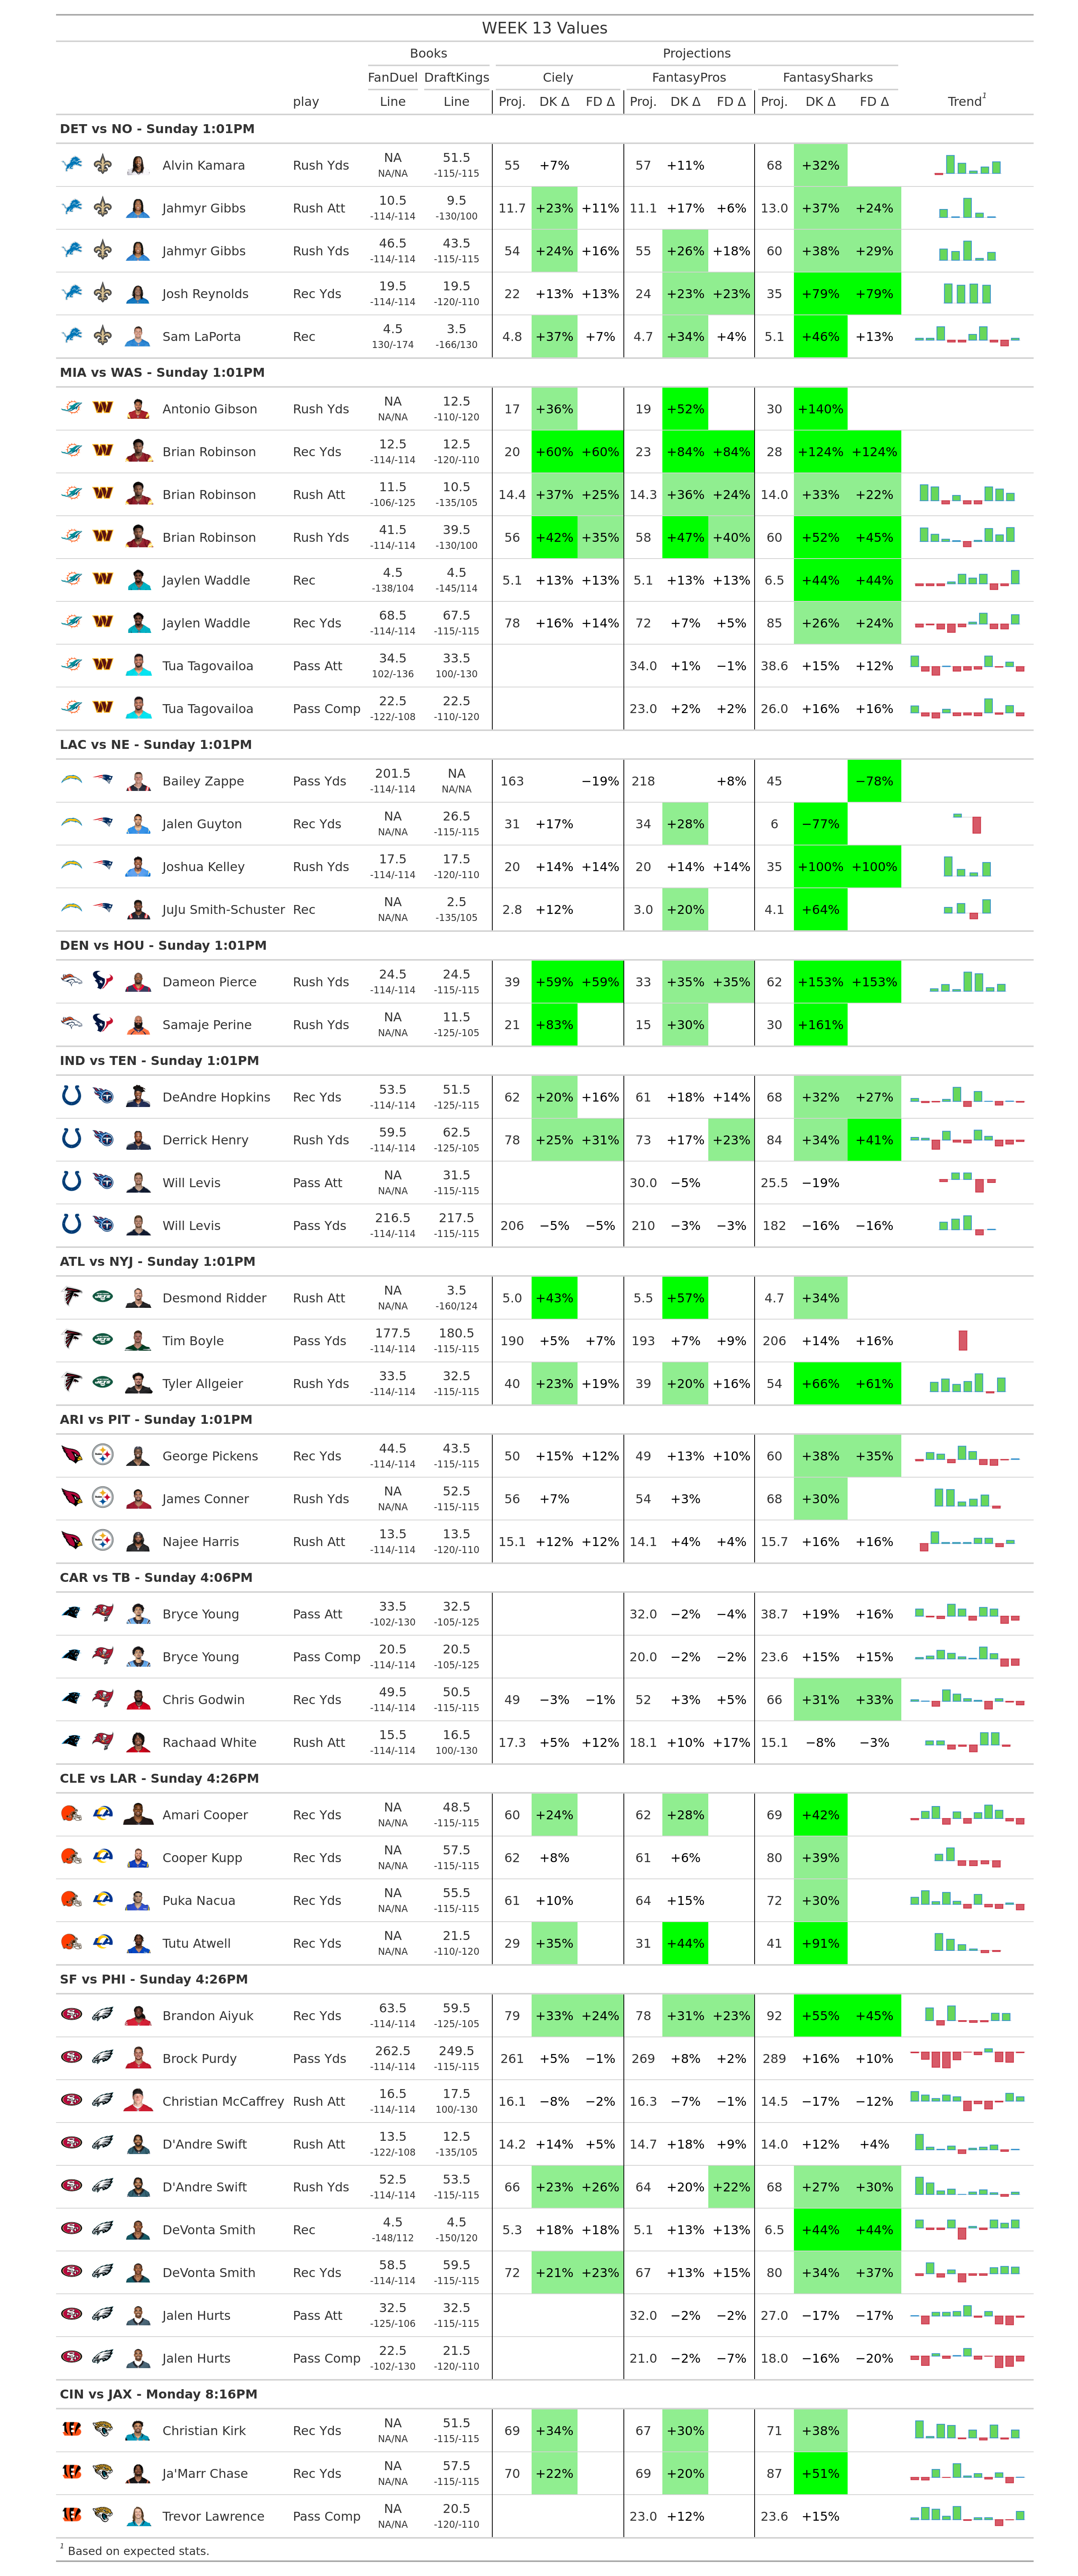 WEEK 13 Values
Books Projections
FanDuel DraftKings Ciely FantasyPros FantasySharks
play Line Line Proj. DK Δ FD Δ Proj. DK Δ FD Δ Proj. DK Δ FD Δ Trend1
DET vs NO - Sunday 1:01PM
Alvin Kamara Rush Yds NA 51.5 55 +7% 57 +11% 68 +32%
NA/NA -115/-115
Jahmyr Gibbs Rush Att 10.5 9.5 11.7 +23% +11% 11.1 +17% +6% 13.0 +37% +24%
-114/-114 -130/100
Jahmyr Gibbs Rush Yds 46.5 43.5 54 +24% +16% 55 +26% +18% 60 +38% +29%
-114/-114 -115/-115
Josh Reynolds Rec Yds 19.5 19.5 22 +13% +13% 24 +23% +23% 35 +79% +79%
-114/-114 -120/-110
Sam LaPorta Rec 4.5 3.5 4.8 +37% +7% 4.7 +34% +4% 5.1 +46% +13%
130/-174 -166/130
MIA vs WAS - Sunday 1:01PM
Antonio Gibson Rush Yds NA 12.5 17 +36% 19 +52% 30 +140%
NA/NA -110/-120
Brian Robinson Rec Yds 12.5 12.5 20 +60% +60% 23 +84% +84% 28 +124% +124%
-114/-114 -120/-110
Brian Robinson Rush Att 11.5 10.5 14.4 +37% +25% 14.3 +36% +24% 14.0 +33% +22%
-106/-125 -135/105
Brian Robinson Rush Yds 41.5 39.5 56 +42% +35% 58 +47% +40% 60 +52% +45%
-114/-114 -130/100
Jaylen Waddle Rec 4.5 4.5 5.1 +13% +13% 5.1 +13% +13% 6.5 +44% +44%
-138/104 -145/114
Jaylen Waddle Rec Yds 68.5 67.5 78 +16% +14% 72 +7% +5% 85 +26% +24%
-114/-114 -115/-115
Tua Tagovailoa Pass Att 34.5 33.5 34.0 +1% −1% 38.6 +15% +12%
102/-136 100/-130
Tua Tagovailoa Pass Comp 22.5 22.5 23.0 +2% +2% 26.0 +16% +16%
-122/-108 -110/-120
LAC vs NE - Sunday 1:01PM
Bailey Zappe Pass Yds 201.5 NA 163 −19% 218 +8% 45 −78%
-114/-114 NA/NA
Jalen Guyton Rec Yds NA 26.5 31 +17% 34 +28% 6 −77%
NA/NA -115/-115
Joshua Kelley Rush Yds 17.5 17.5 20 +14% +14% 20 +14% +14% 35 +100% +100%
-114/-114 -120/-110
JuJu Smith-Schuster Rec NA 2.5 2.8 +12% 3.0 +20% 4.1 +64%
NA/NA -135/105
DEN vs HOU - Sunday 1:01PM
Dameon Pierce Rush Yds 24.5 24.5 39 +59% +59% 33 +35% +35% 62 +153% +153%
-114/-114 -115/-115
Samaje Perine Rush Yds NA 11.5 21 +83% 15 +30% 30 +161%
NA/NA -125/-105
IND vs TEN - Sunday 1:01PM
DeAndre Hopkins Rec Yds 53.5 51.5 62 +20% +16% 61 +18% +14% 68 +32% +27%
-114/-114 -125/-115
Derrick Henry Rush Yds 59.5 62.5 78 +25% +31% 73 +17% +23% 84 +34% +41%
-114/-114 -125/-105
Will Levis Pass Att NA 31.5 30.0 −5% 25.5 −19%
NA/NA -115/-115
Will Levis Pass Yds 216.5 217.5 206 −5% −5% 210 −3% −3% 182 −16% −16%
-114/-114 -115/-115
ATL vs NYJ - Sunday 1:01PM
Desmond Ridder Rush Att NA 3.5 5.0 +43% 5.5 +57% 4.7 +34%
NA/NA -160/124
Tim Boyle Pass Yds 177.5 180.5 190 +5% +7% 193 +7% +9% 206 +14% +16%
-114/-114 -115/-115
Tyler Allgeier Rush Yds 33.5 32.5 40 +23% +19% 39 +20% +16% 54 +66% +61%
-114/-114 -115/-115
ARI vs PIT - Sunday 1:01PM
George Pickens Rec Yds 44.5 43.5 50 +15% +12% 49 +13% +10% 60 +38% +35%
-114/-114 -115/-115
James Conner Rush Yds NA 52.5 56 +7% 54 +3% 68 +30%
NA/NA -115/-115
Najee Harris Rush Att 13.5 13.5 15.1 +12% +12% 14.1 +4% +4% 15.7 +16% +16%
-114/-114 -120/-110
CAR vs TB - Sunday 4:06PM
Bryce Young Pass Att 33.5 32.5 32.0 −2% −4% 38.7 +19% +16%
-102/-130 -105/-125
Bryce Young Pass Comp 20.5 20.5 20.0 −2% −2% 23.6 +15% +15%
-114/-114 -105/-125
Chris Godwin Rec Yds 49.5 50.5 49 −3% −1% 52 +3% +5% 66 +31% +33%
-114/-114 -115/-115
Rachaad White Rush Att 15.5 16.5 17.3 +5% +12% 18.1 +10% +17% 15.1 −8% −3%
-114/-114 100/-130
CLE vs LAR - Sunday 4:26PM
Amari Cooper Rec Yds NA 48.5 60 +24% 62 +28% 69 +42%
NA/NA -115/-115
Cooper Kupp Rec Yds NA 57.5 62 +8% 61 +6% 80 +39%
NA/NA -115/-115
Puka Nacua Rec Yds NA 55.5 61 +10% 64 +15% 72 +30%
NA/NA -115/-115
Tutu Atwell Rec Yds NA 21.5 29 +35% 31 +44% 41 +91%
NA/NA -110/-120
SF vs PHI - Sunday 4:26PM
Brandon Aiyuk Rec Yds 63.5 59.5 79 +33% +24% 78 +31% +23% 92 +55% +45%
-114/-114 -125/-105
Brock Purdy Pass Yds 262.5 249.5 261 +5% −1% 269 +8% +2% 289 +16% +10%
-114/-114 -115/-115
Christian McCaffrey Rush Att 16.5 17.5 16.1 −8% −2% 16.3 −7% −1% 14.5 −17% −12%
-114/-114 100/-130
D'Andre Swift Rush Att 13.5 12.5 14.2 +14% +5% 14.7 +18% +9% 14.0 +12% +4%
-122/-108 -135/105
D'Andre Swift Rush Yds 52.5 53.5 66 +23% +26% 64 +20% +22% 68 +27% +30%
-114/-114 -115/-115
DeVonta Smith Rec 4.5 4.5 5.3 +18% +18% 5.1 +13% +13% 6.5 +44% +44%
-148/112 -150/120
DeVonta Smith Rec Yds 58.5 59.5 72 +21% +23% 67 +13% +15% 80 +34% +37%
-114/-114 -115/-115
Jalen Hurts Pass Att 32.5 32.5 32.0 −2% −2% 27.0 −17% −17%
-125/-106 -115/-115
Jalen Hurts Pass Comp 22.5 21.5 21.0 −2% −7% 18.0 −16% −20%
-102/-130 -120/-110
CIN vs JAX - Monday 8:16PM
Christian Kirk Rec Yds NA 51.5 69 +34% 67 +30% 71 +38%
NA/NA -115/-115
Ja'Marr Chase Rec Yds NA 57.5 70 +22% 69 +20% 87 +51%
NA/NA -115/-115
Trevor Lawrence Pass Comp NA 20.5 23.0 +12% 23.6 +15%
NA/NA -120/-110
1 Based on expected stats.